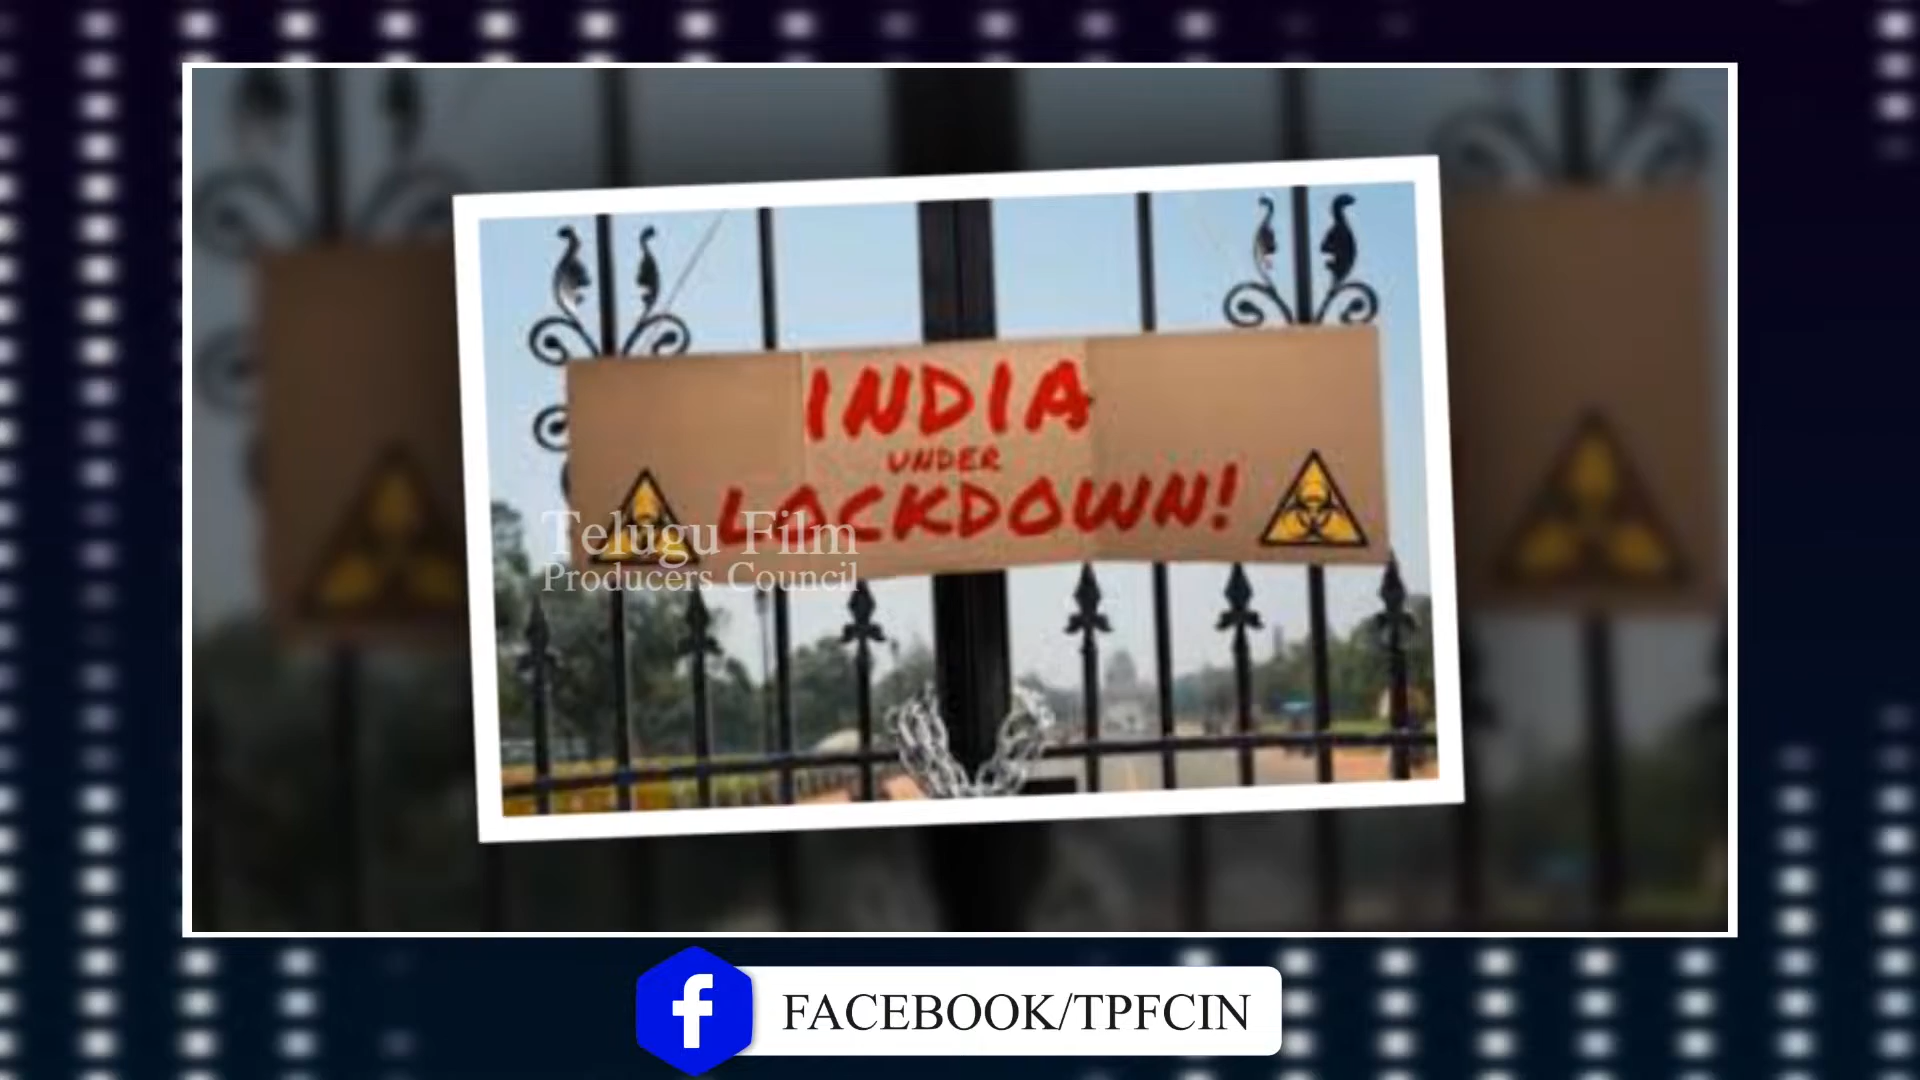 INDIA
UNDER
LOCKDOWN!
Telugu Film
Producers Council
f FACEBOOK/TPFCIN